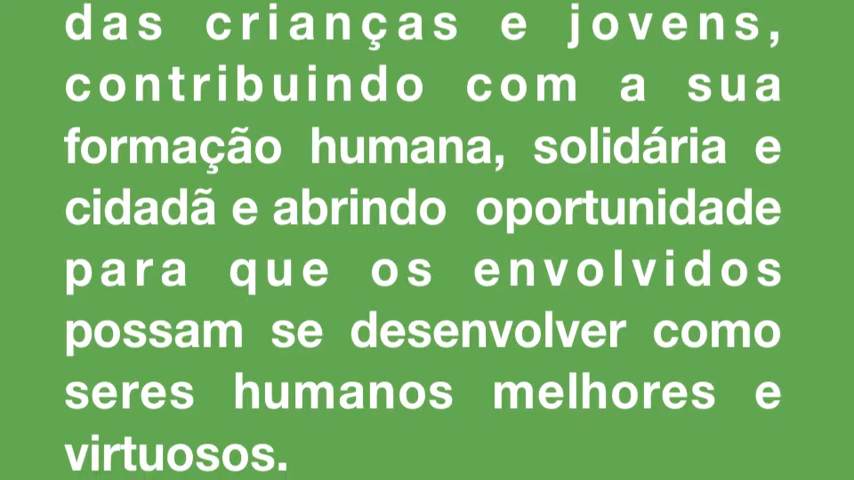 das crianças e jovens,
contribuindo com a sua
formação humana, solidária e
cidadã e abrindo oportunidade
para que os envolvidos
possam se desenvolver como
seres humanos melhores e
virtuosos.